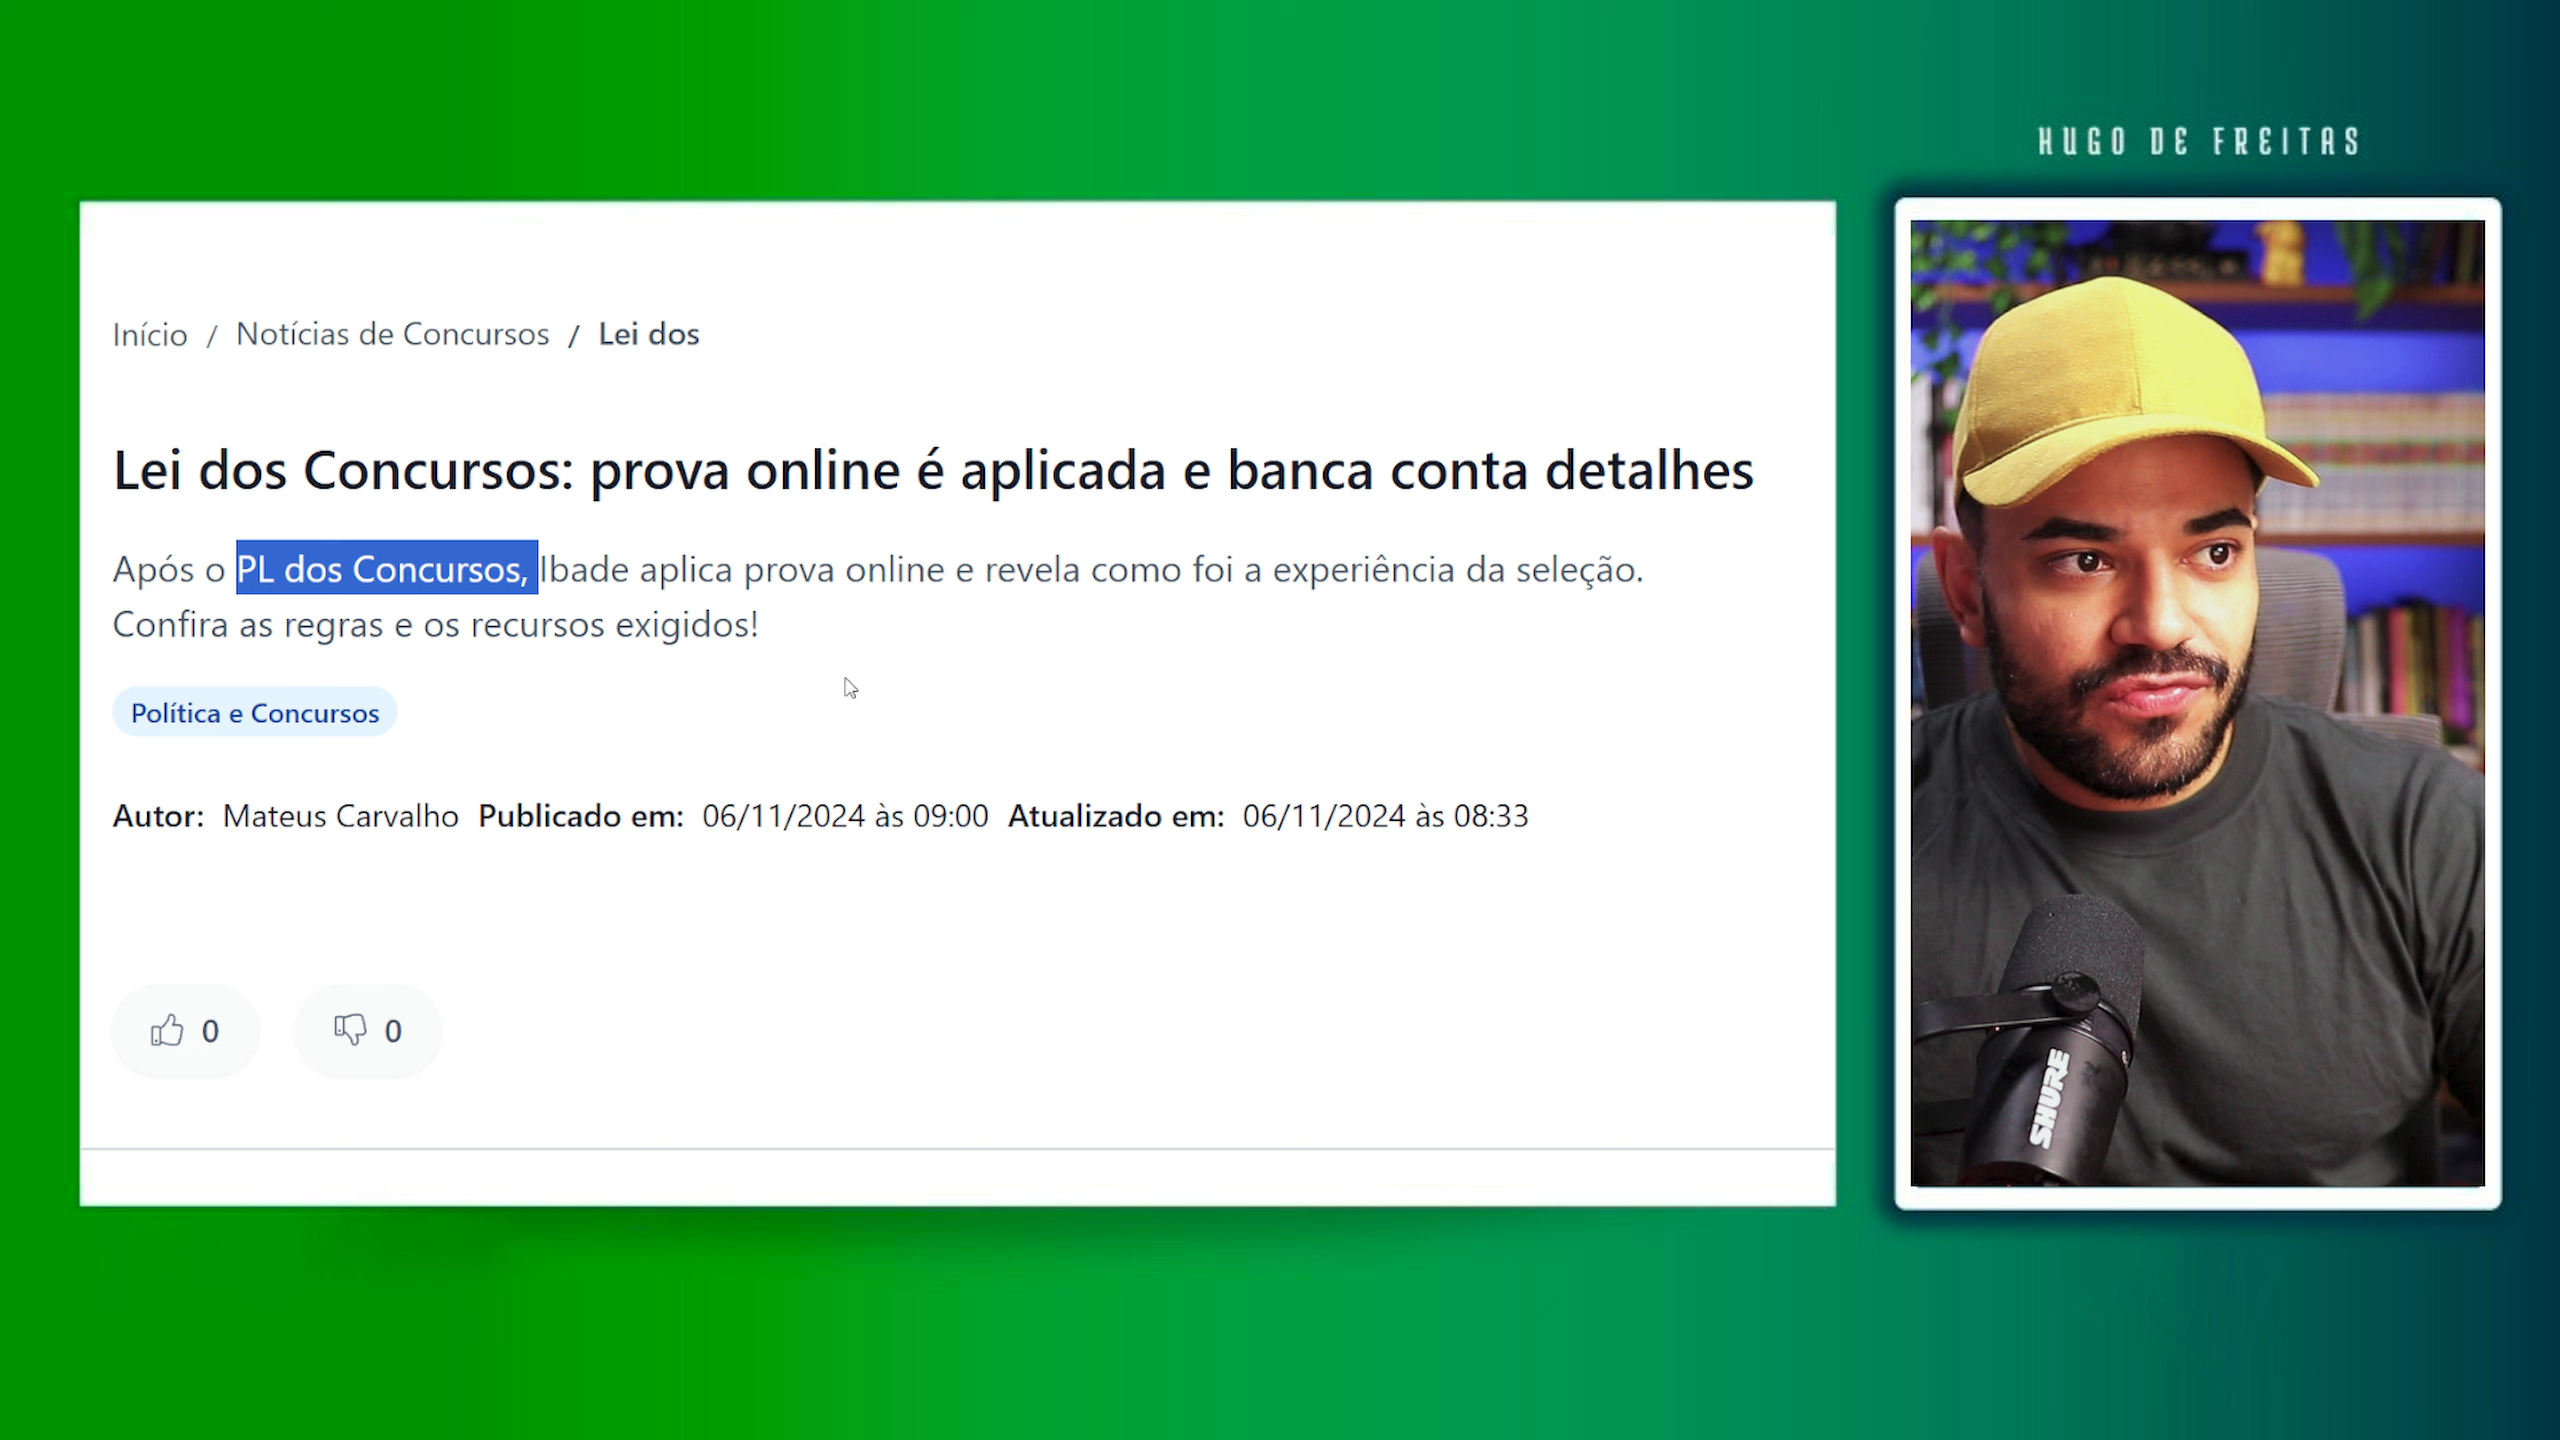 HUGO DE FREITAS
Início / Notícias de Concursos / Lei dos
Lei dos Concursos: prova online é aplicada e banca conta detalhes
Após o PL dos Concursos, Ibade aplica prova online e revela como foi a experiência da seleção.
Confira as regras e os recursos exigidos!
Política e Concursos
Autor: Mateus Carvalho Publicado em: 06/11/2024 às 09:00 Atualizado em: 06/11/2024 às 08:33
0 0
SHURE